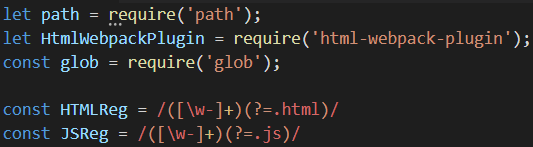 let path = require('path');
let HtmlWebpackPlugin = require('html-webpack-plugin');
const glob = require('glob');
const HTMLReg = /([\w-]+)(?=.html)/
const JSReg = /([\w-]+)(?=.js)/